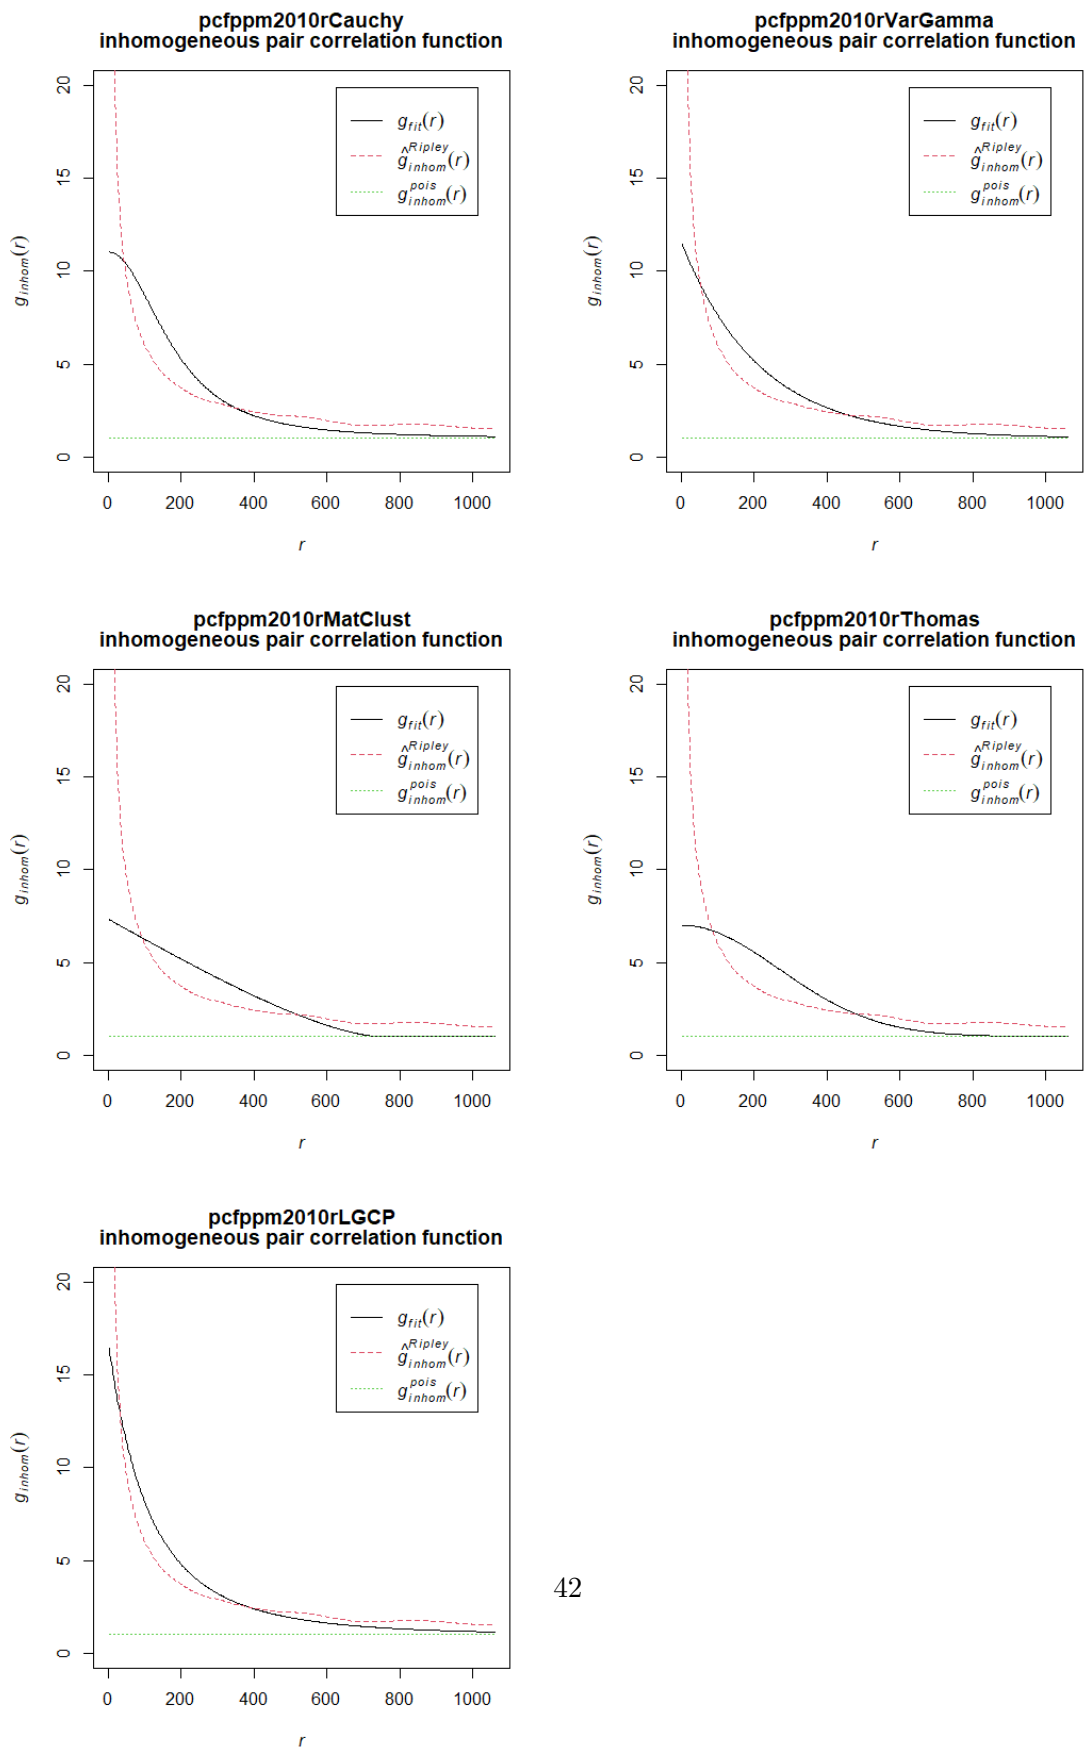 pcfppm2010rCauchy
inhomogeneous pair correlation function
20
15
10
5
0
g_inhom(r)
g_fit(r)
ĝ_inhom^Ripley(r)
g_inhom^pois(r)
0 200 400 600 800 1000
r
pcfppm2010rVarGamma
inhomogeneous pair correlation function
20
15
10
5
0
g_inhom(r)
g_fit(r)
ĝ_inhom^Ripley(r)
g_inhom^pois(r)
0 200 400 600 800 1000
r
pcfppm2010rMatClust
inhomogeneous pair correlation function
20
15
10
5
0
g_inhom(r)
g_fit(r)
ĝ_inhom^Ripley(r)
g_inhom^pois(r)
0 200 400 600 800 1000
r
pcfppm2010rThomas
inhomogeneous pair correlation function
20
15
10
5
0
g_inhom(r)
g_fit(r)
ĝ_inhom^Ripley(r)
g_inhom^pois(r)
0 200 400 600 800 1000
r
pcfppm2010rLGCP
inhomogeneous pair correlation function
20
15
10
5
0
g_inhom(r)
g_fit(r)
ĝ_inhom^Ripley(r)
g_inhom^pois(r)
0 200 400 600 800 1000
r
42